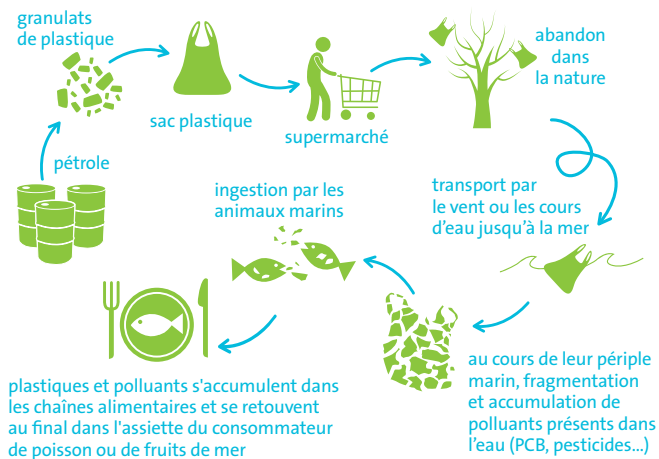 granulats
de plastique
sac plastique
supermarché
abandon
dans
la nature
pétrole
transport par
le vent ou les cours
d'eau jusqu'à la mer
ingestion par les
animaux marins
au cours de leur périple
marin, fragmentation
et accumulation de
polluants présents dans
l'eau (PCB, pesticides...)
plastiques et polluants s'accumulent dans
les chaînes alimentaires et se retouvent
au final dans l'assiette du consommateur
de poisson ou de fruits de mer